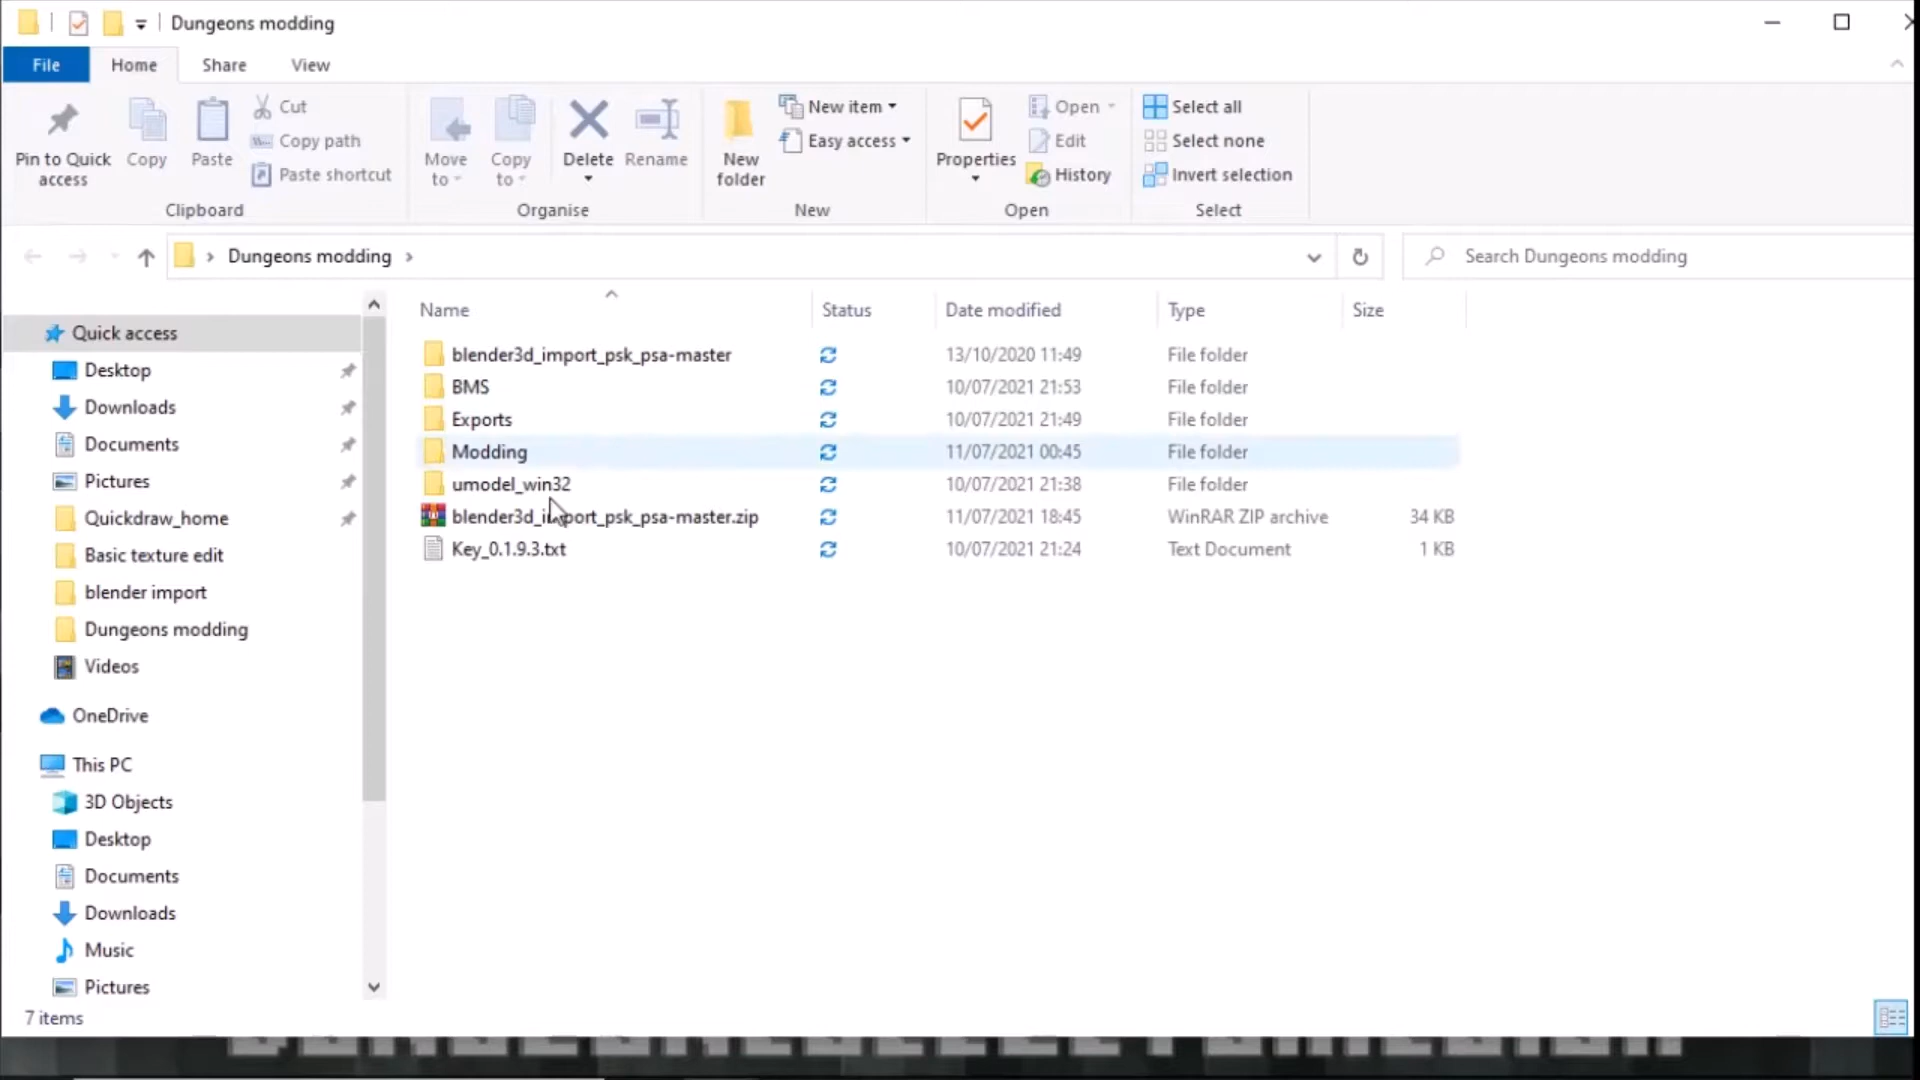 Dungeons modding
File Home Share View
Pin to Quick access
Copy
Paste
Cut
Copy path
Paste shortcut
Clipboard
Move to
Copy to
Delete
Rename
Organise
New folder
New item
Easy access
New
Properties
Open
Edit
History
Open
Select all
Select none
Invert selection
Select
Dungeons modding
Search Dungeons modding
Name Status Date modified Type Size
blender3d_import_psk_psa-master 13/10/2020 11:49 File folder
BMS 10/07/2021 21:53 File folder
Exports 10/07/2021 21:49 File folder
Modding 11/07/2021 00:45 File folder
umodel_win32 10/07/2021 21:38 File folder
blender3d_import_psk_psa-master.zip 11/07/2021 18:45 WinRAR ZIP archive 34 KB
Key_0.1.9.3.txt 10/07/2021 21:24 Text Document 1 KB
Quick access
Desktop
Downloads
Documents
Pictures
Quickdraw_home
Basic texture edit
blender import
Dungeons modding
Videos
OneDrive
This PC
3D Objects
Desktop
Documents
Downloads
Music
Pictures
7 items